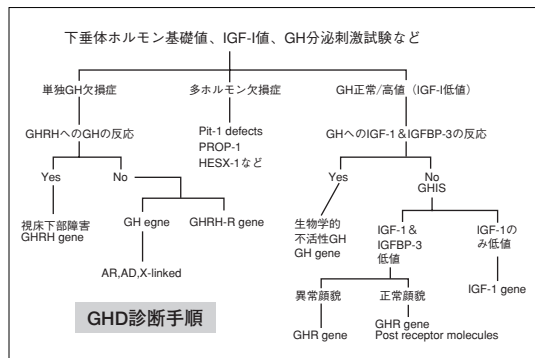 下垂体ホルモン基礎値、IGF-I値、GH分泌刺激試験など
単独GH欠損症
多ホルモン欠損症
GH正常/高値（IGF-I低値）
GHRHへのGHの反応
Pit-1 defects
PROP-1
HESX-1など
GHへのIGF-1＆IGFBP-3の反応
Yes
No
Yes
No
GHIS
視床下部障害
GHRH gene
GH egne
GHRH-R gene
生物学的
不活性GH
GH gene
IGF-1＆
IGFBP-3
低値
IGF-1の
み低値
AR,AD,X-linked
異常顔貌
正常顔貌
IGF-1 gene
GHR gene
GHR gene
Post receptor molecules
GHD診断手順